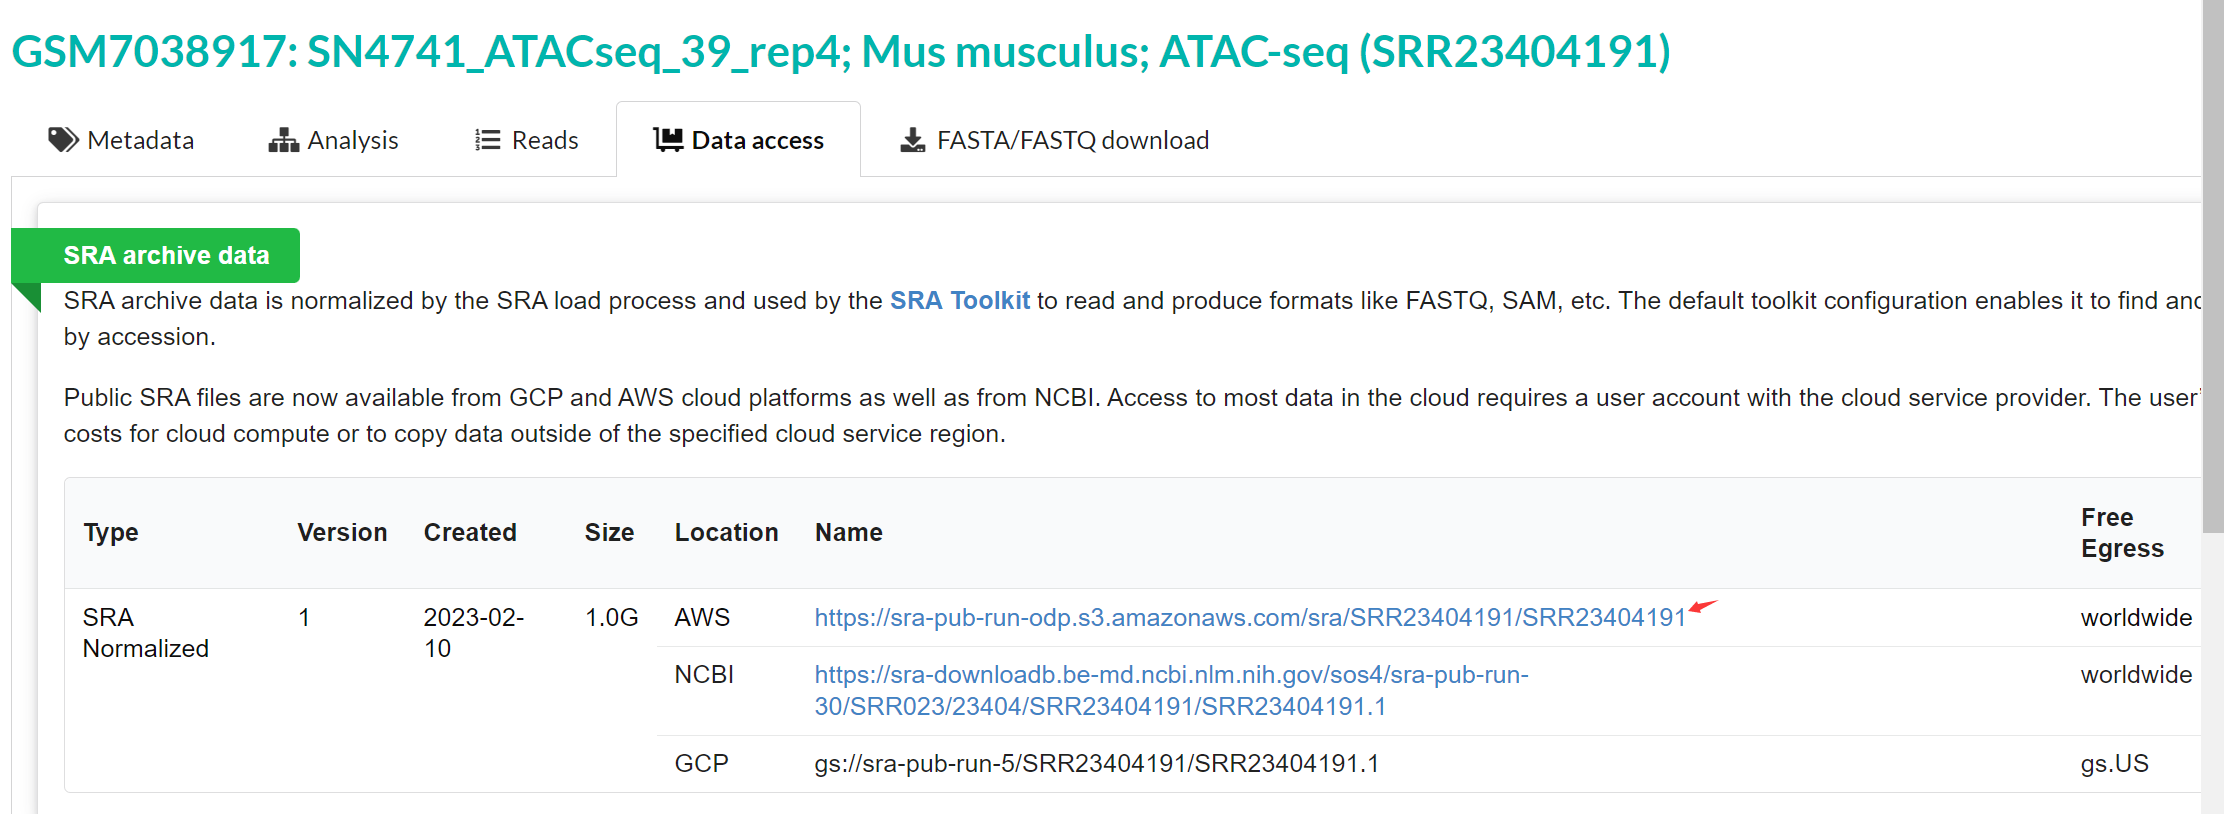 GSM7038917: SN4741_ATACseq_39_rep4; Mus musculus; ATAC-seq (SRR23404191)
Metadata
Analysis
Reads
Data access
FASTA/FASTQ download
SRA archive data
SRA archive data is normalized by the SRA load process and used by the SRA Toolkit to read and produce formats like FASTQ, SAM, etc. The default toolkit configuration enables it to find and
by accession.
Public SRA files are now available from GCP and AWS cloud platforms as well as from NCBI. Access to most data in the cloud requires a user account with the cloud service provider. The user'
costs for cloud compute or to copy data outside of the specified cloud service region.
Type Version Created Size Location Name Free
Egress
SRA 1 2023-02- 1.0G AWS https://sra-pub-run-odp.s3.amazonaws.com/sra/SRR23404191/SRR23404191 worldwide
Normalized 10
NCBI https://sra-downloadb.be-md.ncbi.nlm.nih.gov/sos4/sra-pub-run- worldwide
30/SRR023/23404/SRR23404191/SRR23404191.1
GCP gs://sra-pub-run-5/SRR23404191/SRR23404191.1 gs.US